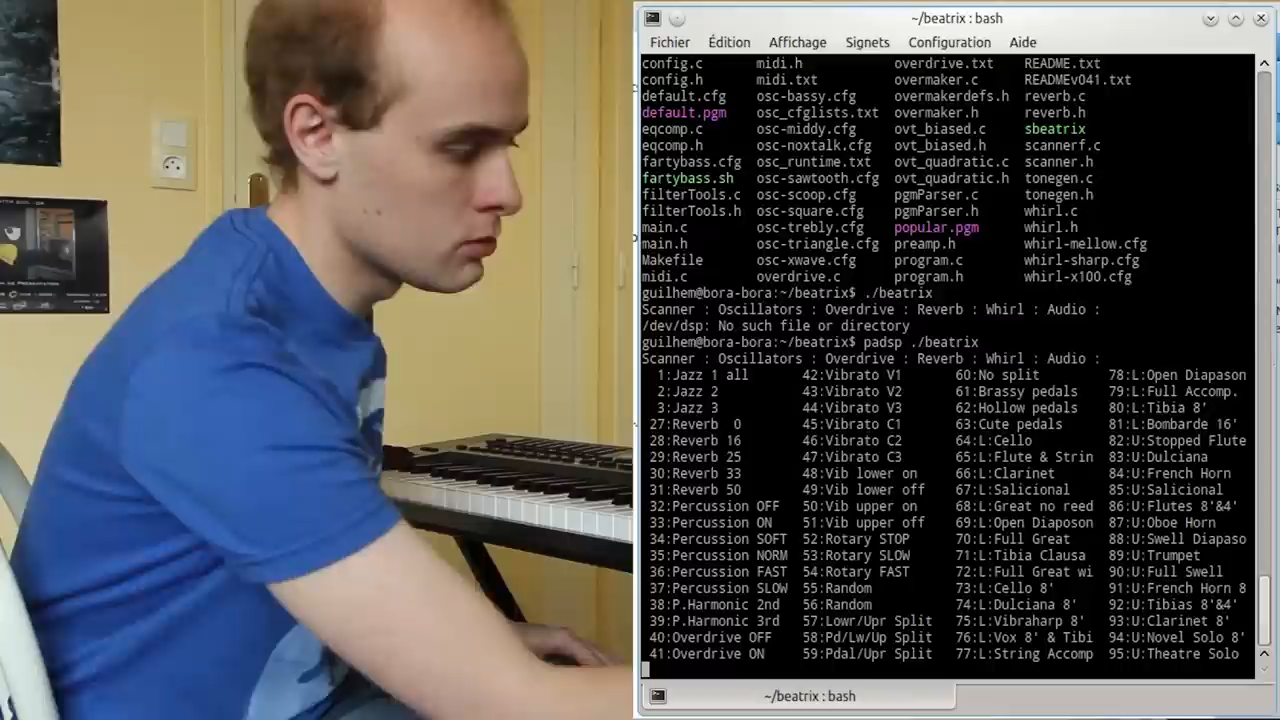 ~/beatrix : bash
Fichier Édition Affichage Signets Configuration Aide
config.c midi.h overdrive.txt README.txt
config.h midi.txt overmaker.c READMEv041.txt
default.cfg osc-bassy.cfg overmakerdefs.h reverb.c
default.pgm osc_cfglists.txt overmaker.h reverb.h
eqcomp.c osc-middy.cfg ovt_biased.c sbeatrix
eqcomp.h osc-noxtalk.cfg ovt_biased.h scannerf.c
fartybass.cfg osc_runtime.txt ovt_quadratic.c scanner.h
fartybass.sh osc-sawtooth.cfg ovt_quadratic.h tonegen.c
filterTools.c osc-scoop.cfg pgmParser.c tonegen.h
filterTools.h osc-square.cfg pgmParser.h whirl.c
main.c osc-trebly.cfg popular.pgm whirl.h
main.h osc-triangle.cfg preamp.h whirl-mellow.cfg
Makefile osc-xwave.cfg program.c whirl-sharp.cfg
midi.c overdrive.c program.h whirl-x100.cfg
guilhem@bora-bora:~/beatrix$ ./beatrix
Scanner : Oscillators : Overdrive : Reverb : Whirl : Audio :
/dev/dsp: No such file or directory
guilhem@bora-bora:~/beatrix$ padsp ./beatrix
Scanner : Oscillators : Overdrive : Reverb : Whirl : Audio :
1:Jazz 1 all 42:Vibrato V1 60:No split 78:L:Open Diapason
2:Jazz 2 43:Vibrato V2 61:Brassy pedals 79:L:Full Accomp.
3:Jazz 3 44:Vibrato V3 62:Hollow pedals 80:L:Tibia 8'
27:Reverb 0 45:Vibrato C1 63:Cute pedals 81:L:Bombarde 16'
28:Reverb 16 46:Vibrato C2 64:L:Cello 82:U:Stopped Flute
29:Reverb 25 47:Vibrato C3 65:L:Flute & Strin 83:U:Dulciana
30:Reverb 33 48:Vib lower on 66:L:Clarinet 84:U:French Horn
31:Reverb 50 49:Vib lower off 67:L:Salicional 85:U:Salicional
32:Percussion OFF 50:Vib upper on 68:L:Great no reed 86:U:Flutes 8'&4'
33:Percussion ON 51:Vib upper off 69:L:Open Diapason 87:U:Oboe Horn
34:Percussion SOFT 52:Rotary STOP 70:L:Full Great 88:U:Swell Diapaso
35:Percussion NORM 53:Rotary SLOW 71:L:Tibia Clausa 89:U:Trumpet
36:Percussion FAST 54:Rotary FAST 72:L:Full Great wi 90:U:Full Swell
37:Percussion SLOW 55:Random 73:L:Cello 8' 91:U:French Horn 8
38:P.Harmonic 2nd 56:Random 74:L:Dulciana 8' 92:U:Tibias 8'&4'
39:P.Harmonic 3rd 57:Lowr/Upr Split 75:L:Vibraharp 8' 93:U:Clarinet 8'
40:Overdrive OFF 58:Pd/Lw/Up Split 76:L:Vox 8' & Tibi 94:U:Novel Solo 8'
41:Overdrive ON 59:Pdal/Upr Split 77:L:String Accomp 95:U:Theatre Solo
~/beatrix : bash